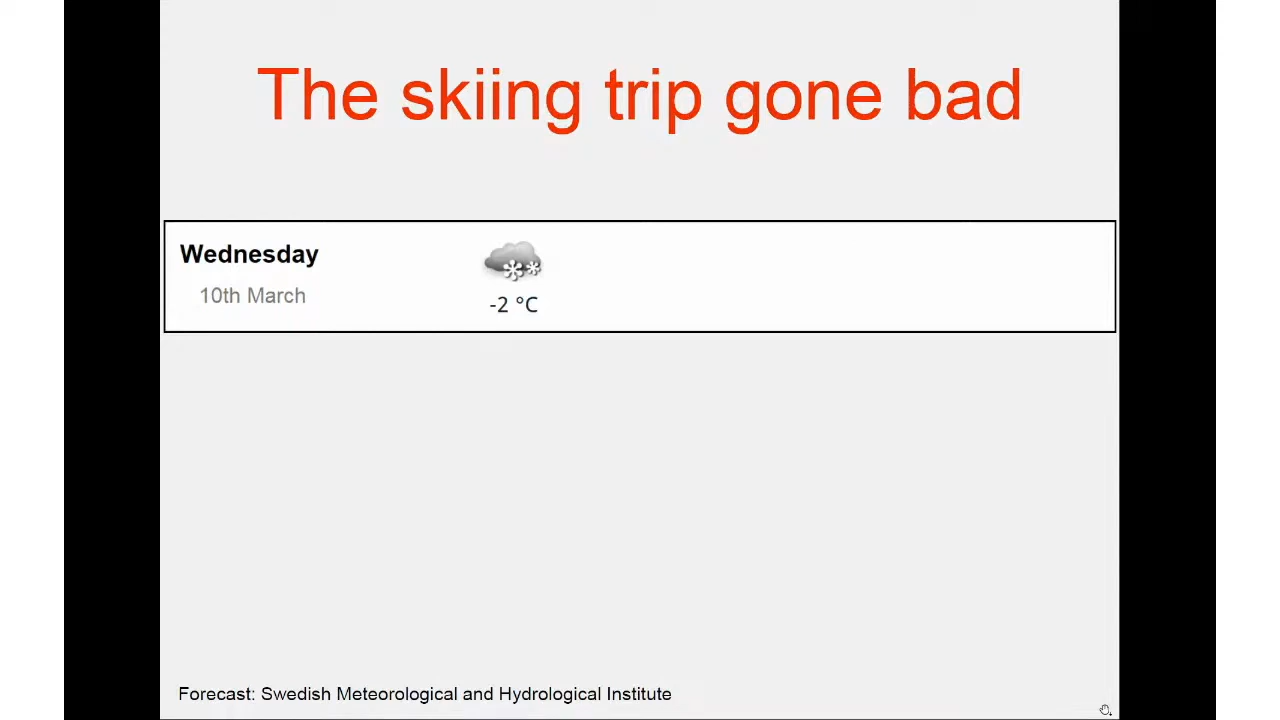 The skiing trip gone bad
Wednesday
10th March
-2 °C
Forecast: Swedish Meteorological and Hydrological Institute